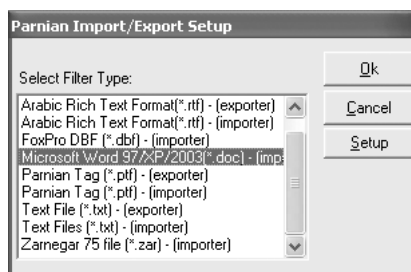 Parnian Import/Export Setup
Select Filter Type:
Arabic Rich Text Format(*.rtf) - (exporter)
Arabic Rich Text Format(*.rtf) - (importer)
FoxPro DBF (*.dbf) - (importer)
Microsoft Word 97/XP/2003(*.doc) - (imp
Parnian Tag (*.ptf) - (exporter)
Parnian Tag (*.ptf) - (importer)
Text File (*.txt) - (exporter)
Text Files (*.txt) - (importer)
Zarnegar 75 file (*.zar) - (importer)
Ok
Cancel
Setup